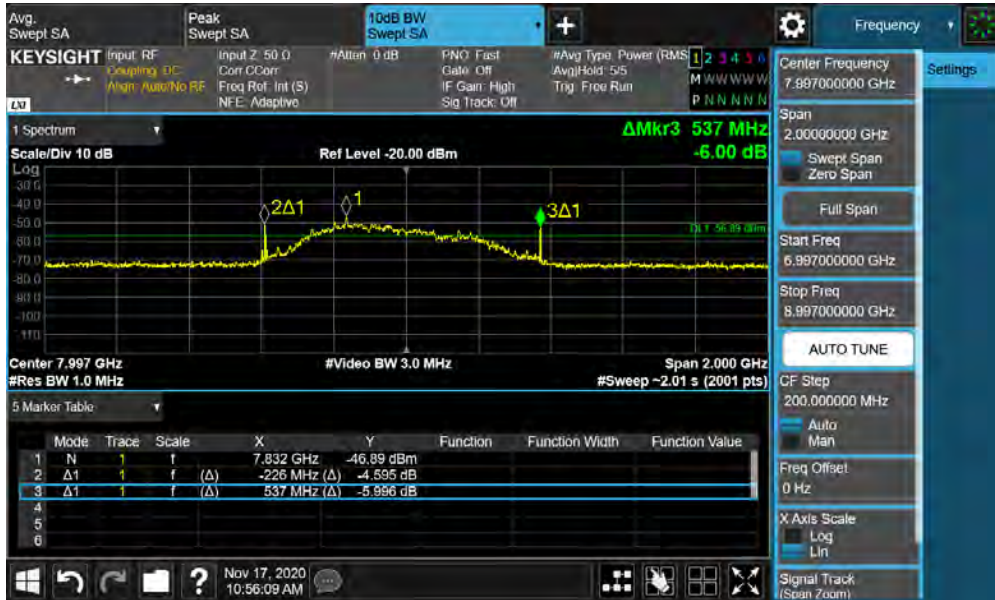 Avg.
Swept SA
Peak
Swept SA
10dB BW
Swept SA
Frequency
KEYSIGHT
Input: RF
Coupling: DC
Align: Auto/No RF
Input Z: 50 Ω
Corr CCorr
Freq Ref: Int (S)
NFE: Adaptive
#Atten: 0 dB
PNO: Fast
Gate: Off
IF Gain: High
Sig Track: Off
#Avg Type: Power (RMS
Avg|Hold: 5/5
Trig: Free Run
1 2 3 4 5 6
M W W W W W
P N N N N N
LXI
1 Spectrum
Scale/Div 10 dB
Ref Level -20.00 dBm
ΔMkr3 537 MHz
-6.00 dB
Log
-30.0
-40.0
-50.0
-60.0
-70.0
-80.0
-90.0
-100
-110
2Δ1
1
3Δ1
DL1 -56.89 dBm
Center 7.997 GHz
#Video BW 3.0 MHz
Span 2.000 GHz
#Res BW 1.0 MHz
#Sweep ~2.01 s (2001 pts)
5 Marker Table
Mode Trace Scale X Y Function Function Width Function Value
1 N 1 f 7.832 GHz -46.89 dBm
2 Δ1 1 f (Δ) -226 MHz (Δ) -4.595 dB
3 Δ1 1 f (Δ) 537 MHz (Δ) -5.996 dB
4
5
6
Nov 17, 2020
10:56:09 AM
Center Frequency
7.997000000 GHz
Settings
Span
2.00000000 GHz
Swept Span
Zero Span
Full Span
Start Freq
6.997000000 GHz
Stop Freq
8.997000000 GHz
AUTO TUNE
CF Step
200.000000 MHz
Auto
Man
Freq Offset
0 Hz
X Axis Scale
Log
Lin
Signal Track
(Span Zoom)